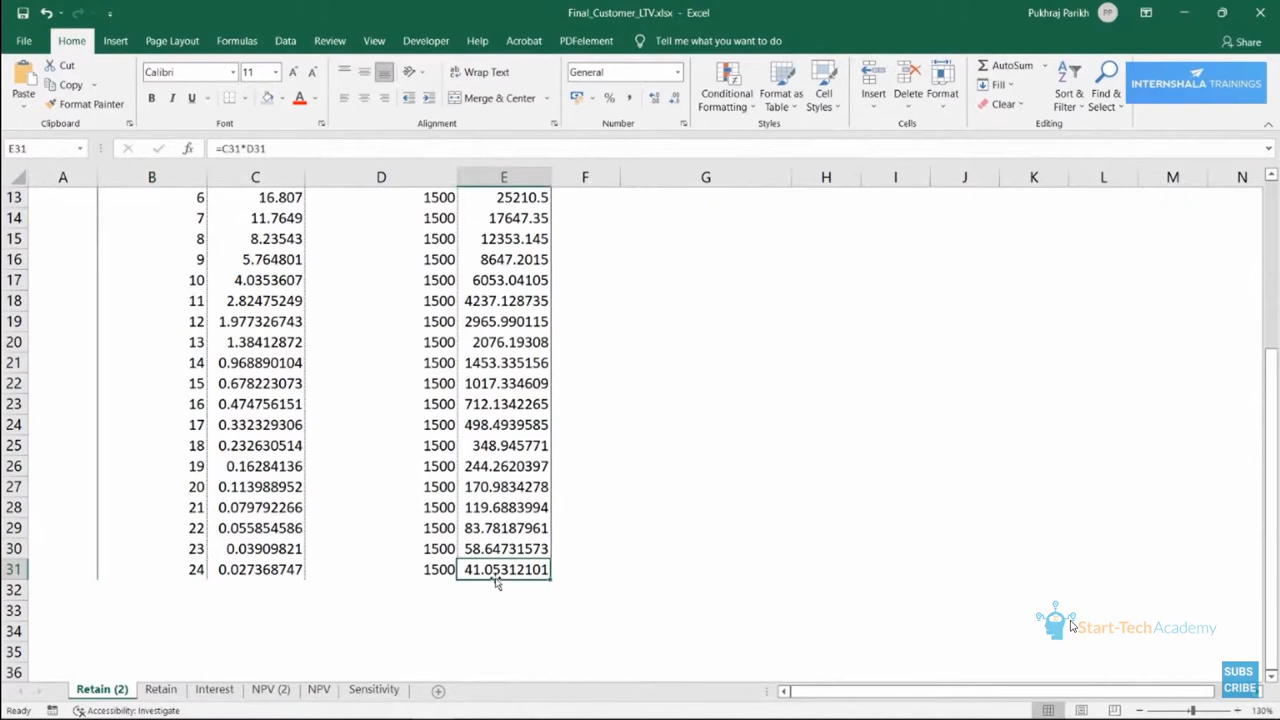 Final_Customer_LTV.xlsx - Excel
Pukhraj Parikh PP
File Home Insert Page Layout Formulas Data Review View Developer Help Acrobat PDFelement Tell me what you want to do Share
Paste
Cut
Copy
Format Painter
Clipboard
Calibri 11
B I U
Font
Wrap Text
Merge & Center
Alignment
General
Number
Conditional Formatting
Format as Table
Cell Styles
Styles
Insert Delete Format
Cells
AutoSum
Fill
Clear
Sort & Filter
Find & Select
Editing
INTERNSHALA TRAININGS
E31 fx =C31*D31
A B C D E F G H I J K L M N
13 6 16.807 1500 25210.5
14 7 11.7649 1500 17647.35
15 8 8.23543 1500 12353.145
16 9 5.764801 1500 8647.2015
17 10 4.0353607 1500 6053.04105
18 11 2.82475249 1500 4237.128735
19 12 1.977326743 1500 2965.990115
20 13 1.38412872 1500 2076.19308
21 14 0.968890104 1500 1453.335156
22 15 0.678223073 1500 1017.334609
23 16 0.474756151 1500 712.1342265
24 17 0.332329306 1500 498.4939585
25 18 0.232630514 1500 348.945771
26 19 0.16284136 1500 244.2620397
27 20 0.113988952 1500 170.9834278
28 21 0.079792266 1500 119.6883994
29 22 0.055854586 1500 83.78187961
30 23 0.03909821 1500 58.64731573
31 24 0.027368747 1500 41.05312101
32
33
34
35
36
Start-Tech Academy
SUBS
CRIBE
Retain (2) Retain Interest NPV (2) NPV Sensitivity
Ready Accessibility: Investigate 130%